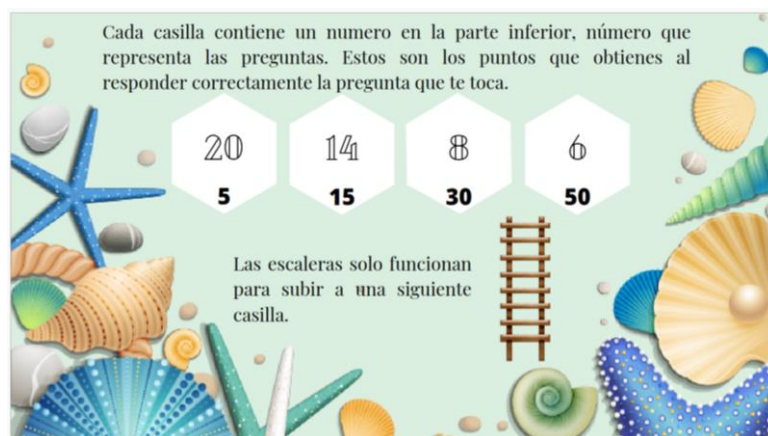 Cada casilla contiene un numero en la parte inferior, número que
representa las preguntas. Estos son los puntos que obtienes al
responder correctamente la pregunta que te toca.
20 14 8 6
5 15 30 50
Las escaleras solo funcionan
para subir a una siguiente
casilla.